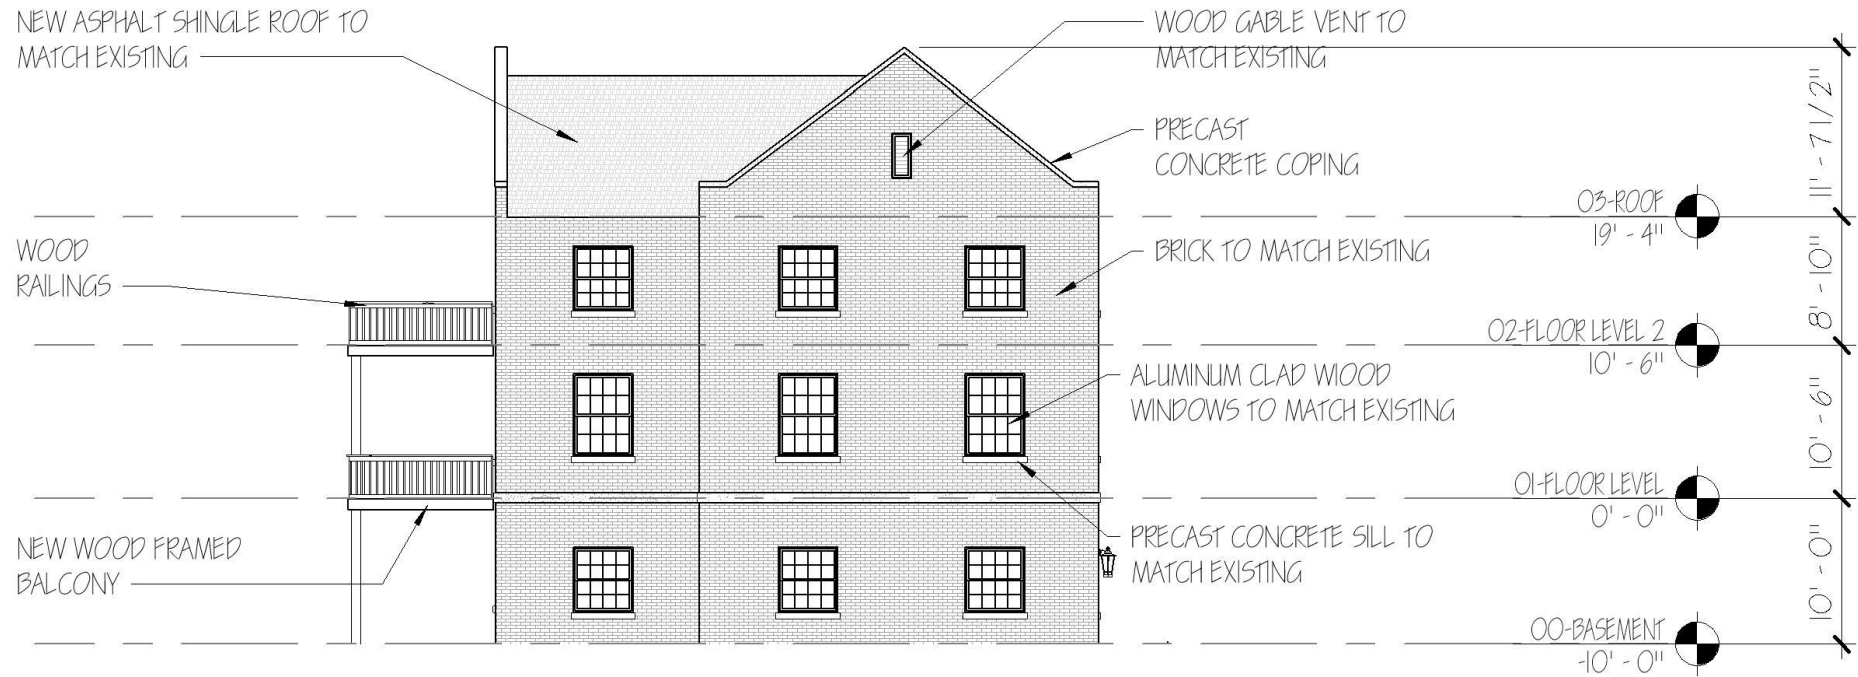 NEW ASPHALT SHINGLE ROOF TO
MATCH EXISTING
WOOD
RAILINGS
NEW WOOD FRAMED
BALCONY
WOOD GABLE VENT TO
MATCH EXISTING
PRECAST
CONCRETE COPING
BRICK TO MATCH EXISTING
ALUMINUM CLAD WIOOD
WINDOWS TO MATCH EXISTING
PRECAST CONCRETE SILL TO
MATCH EXISTING
03-ROOF
19' - 4"
02-FLOOR LEVEL 2
10' - 6"
01-FLOOR LEVEL
0' - 0"
00-BASEMENT
-10' - 0"
11' - 7 1/2"
8' - 10"
10' - 6"
10' - 0"